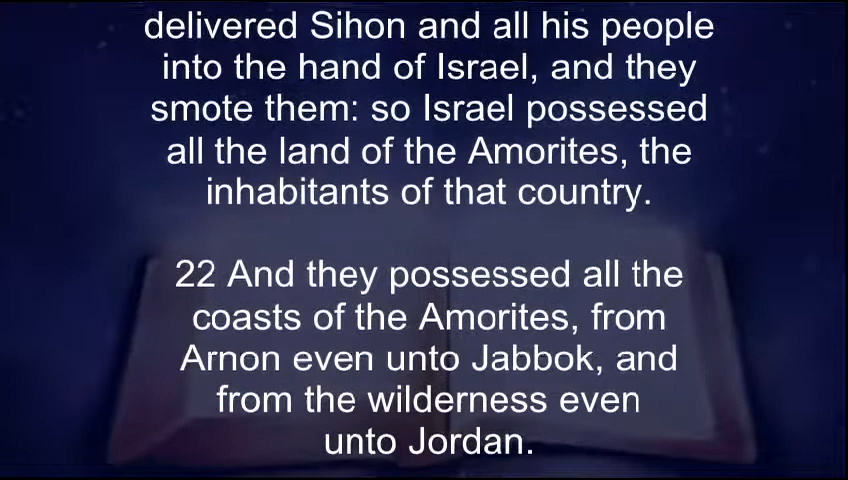 delivered Sihon and all his people
into the hand of Israel, and they
smote them: so Israel possessed
all the land of the Amorites, the
inhabitants of that country.
22 And they possessed all the
coasts of the Amorites, from
Arnon even unto Jabbok, and
from the wilderness even
unto Jordan.